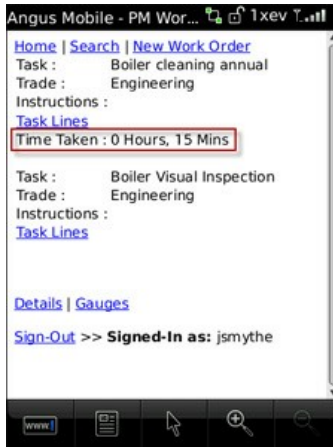 Angus Mobile - PM Wor... 1xev
Home | Search | New Work Order
Task : Boiler cleaning annual
Trade : Engineering
Instructions :
Task Lines
Time Taken : 0 Hours, 15 Mins
Task : Boiler Visual Inspection
Trade : Engineering
Instructions :
Task Lines
Details | Gauges
Sign-Out >> Signed-In as: jsmythe
www